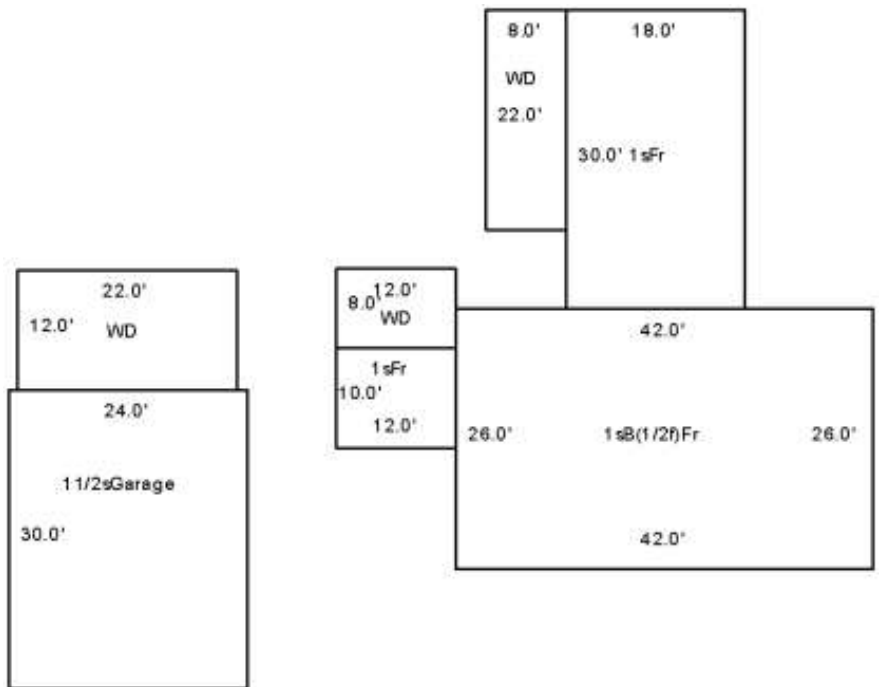 8.0'
18.0'
WD
22.0'
30.0' 1sFr
22.0'
12.0'
WD
12.0'
8.0'
WD
1sFr
10.0'
12.0'
42.0'
26.0'
1sB(1/2f)Fr
26.0'
42.0'
24.0'
11/2sGarage
30.0'